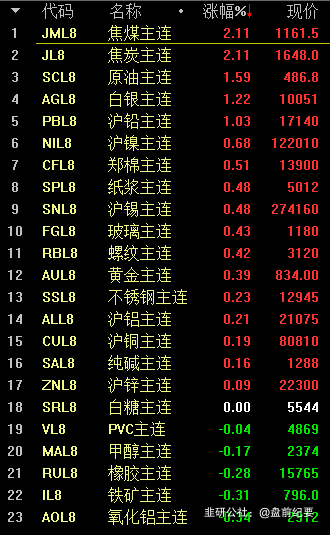 代码 名称 涨幅%↓ 现价
1 JML8 焦煤主连 2.11 1161.5
2 JL8 焦炭主连 2.11 1648.0
3 SCL8 原油主连 1.59 486.8
4 AGL8 白银主连 1.22 10051
5 PBL8 沪铅主连 1.03 17140
6 NIL8 沪镍主连 0.68 122010
7 CFL8 郑棉主连 0.51 13900
8 SPL8 纸浆主连 0.48 5012
9 SNL8 沪锡主连 0.48 274160
10 FGL8 玻璃主连 0.43 1180
11 RBL8 螺纹主连 0.42 3120
12 AUL8 黄金主连 0.39 834.00
13 SSL8 不锈钢主连 0.23 12945
14 ALL8 沪铝主连 0.21 21075
15 CUL8 沪铜主连 0.19 80810
16 SAL8 纯碱主连 0.16 1288
17 ZNL8 沪锌主连 0.09 22300
18 SRL8 白糖主连 0.00 5544
19 VL8 PVC主连 -0.04 4869
20 MAL8 甲醇主连 -0.17 2374
21 RUL8 橡胶主连 -0.28 15765
22 IL8 铁矿主连 -0.31 796.0
23 AOL8 氧化铝主连 -0.34
韭研公社：@盘前纪要